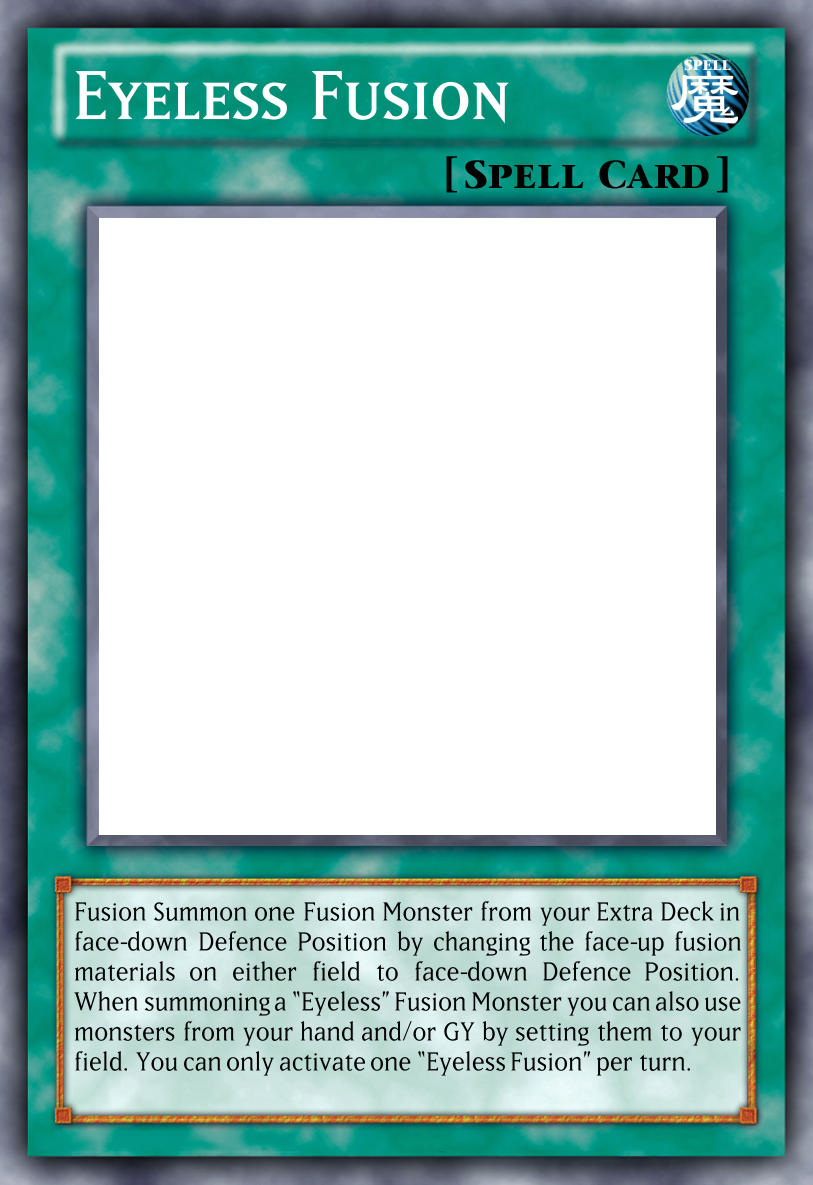 Eyeless Fusion
SPELL
魔
[Spell Card]
Fusion Summon one Fusion Monster from your Extra Deck in
face-down Defence Position by changing the face-up fusion
materials on either field to face-down Defence Position.
When summoning a "Eyeless" Fusion Monster you can also use
monsters from your hand and/or GY by setting them to your
field. You can only activate one "Eyeless Fusion" per turn.